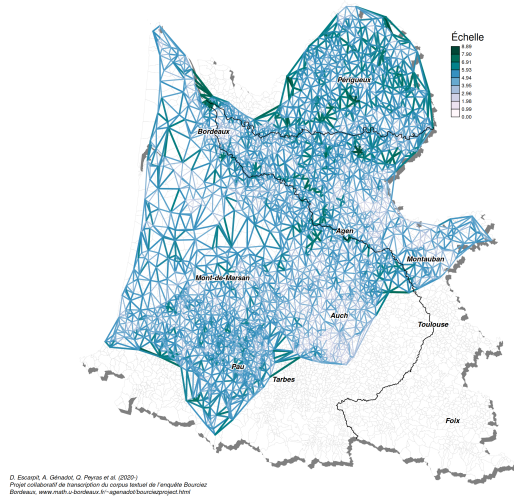 Échelle
8.89
7.90
6.91
5.93
4.94
3.95
2.96
1.98
0.99
0.00
Périgueux
Bordeaux
Agen
Montauban
Mont-de-Marsan
Auch
Toulouse
Pau
Tarbes
Foix
D. Escarpit, A. Génadot, Q. Peyras et al. (2020-)
Projet collaboratif de transcription du corpus textuel de l'enquête Bourciez
Bordeaux, www.math.u-bordeaux.fr/~agenadot/bourciezproject.html